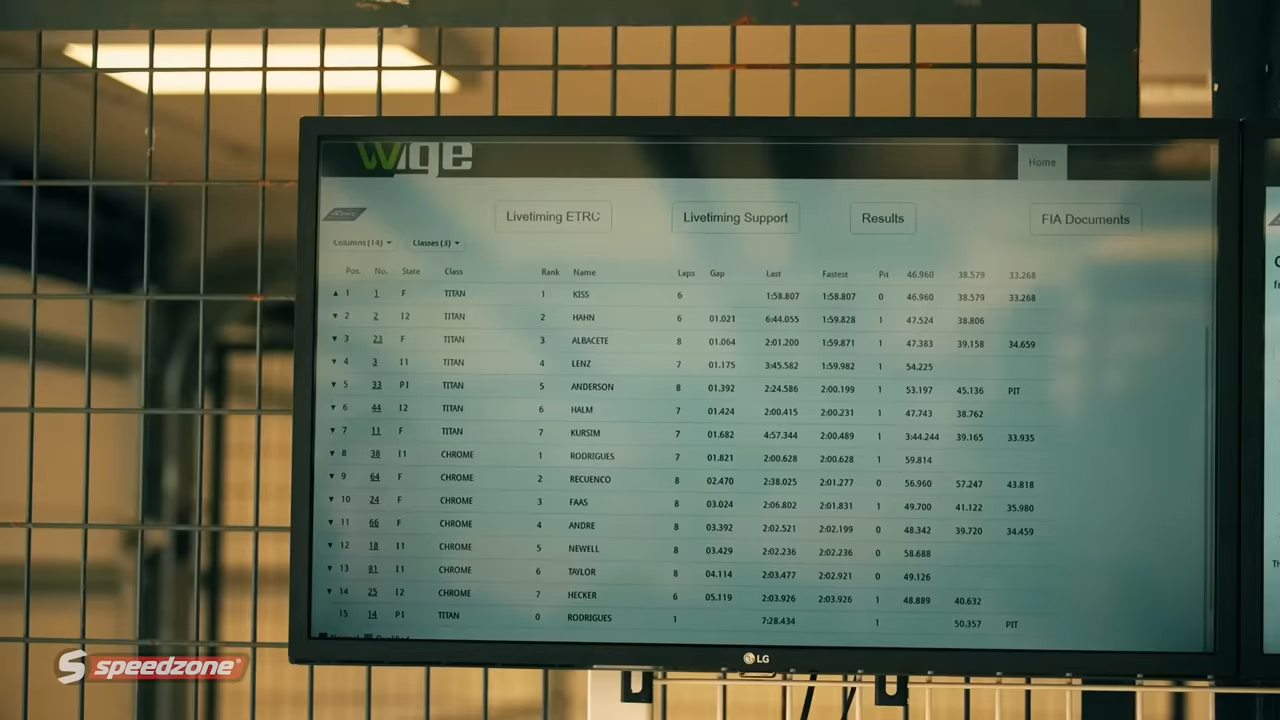 wige
Home
Livetiming ETRC Livetiming Support Results FIA Documents
Columns (14) ▾ Classes (3) ▾
Pos. No. State Class Rank Name Laps Gap Last Fastest Pit 46.960 38.579 33.268
▲ 1 1 F TITAN 1 KISS 6 1:58.807 1:58.807 0 46.960 38.579 33.268
▼ 2 2 I2 TITAN 2 HAHN 6 01.021 6:44.055 1:59.828 1 47.524 38.806
▼ 3 23 F TITAN 3 ALBACETE 8 01.064 2:01.200 1:59.871 1 47.383 39.158 34.659
▼ 4 3 I1 TITAN 4 LENZ 7 01.175 3:45.582 1:59.982 1 54.225
▼ 5 33 PI TITAN 5 ANDERSON 8 01.392 2:24.586 2:00.199 1 53.197 45.136 PIT
▼ 6 44 I2 TITAN 6 HALM 7 01.424 2:00.415 2:00.231 1 47.743 38.762
▼ 7 11 F TITAN 7 KURSIM 7 01.682 4:57.344 2:00.489 1 3:44.244 39.165 33.935
▼ 8 38 I1 CHROME 1 RODRIGUES 7 01.821 2:00.628 2:00.628 1 59.814
▼ 9 64 F CHROME 2 RECUENCO 8 02.470 2:38.025 2:01.277 0 56.960 57.247 43.818
▼ 10 24 F CHROME 3 FAAS 8 03.024 2:06.802 2:01.831 1 49.700 41.122 35.980
▼ 11 66 F CHROME 4 ANDRE 8 03.392 2:02.521 2:02.199 0 48.342 39.720 34.459
▼ 12 18 I1 CHROME 5 NEWELL 8 03.429 2:02.236 2:02.236 0 58.688
▼ 13 81 I1 CHROME 6 TAYLOR 8 04.114 2:03.477 2:02.921 0 49.126
▼ 14 25 I2 CHROME 7 HECKER 6 05.119 2:03.926 2:03.926 1 48.889 40.632
15 14 PI TITAN 0 RODRIGUES 1 7:28.434 1 50.357 PIT
LG
S speedzone